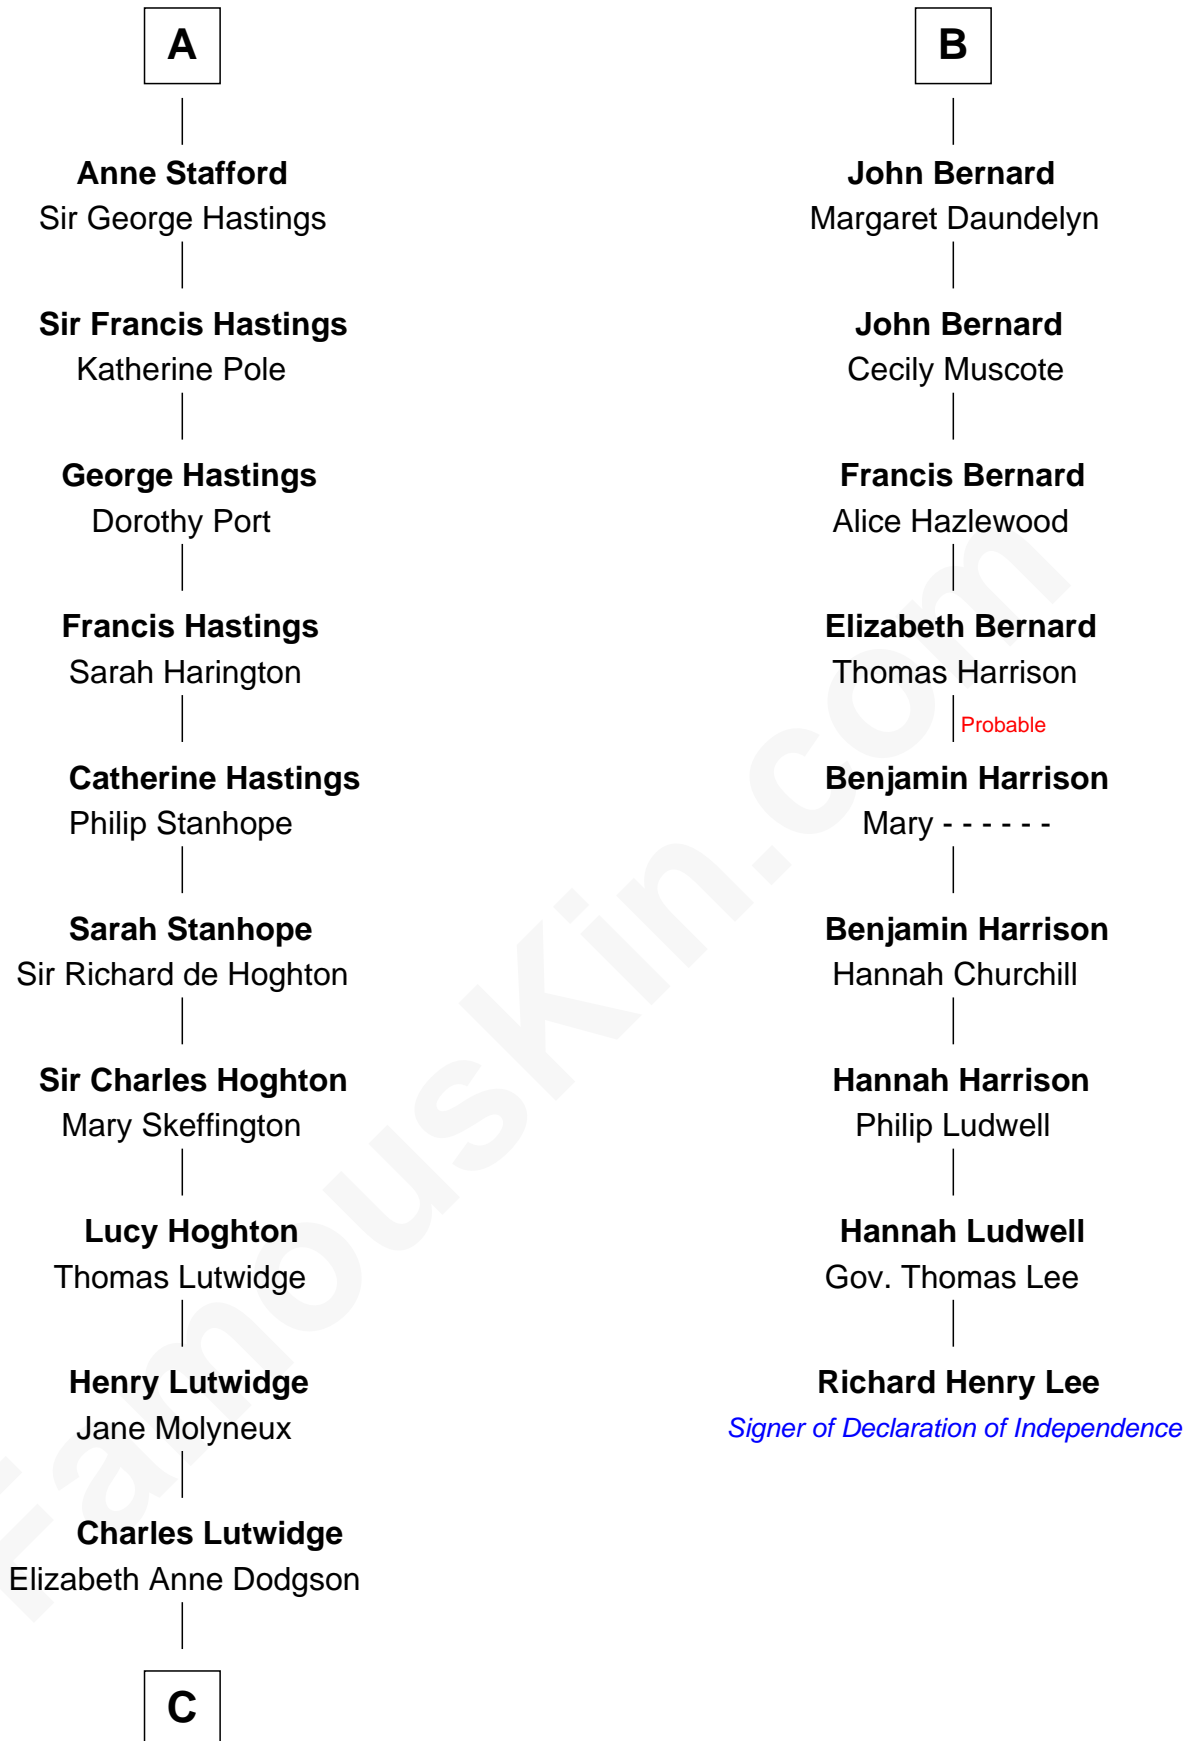 A
Anne Stafford
Sir George Hastings
Sir Francis Hastings
Katherine Pole
George Hastings
Dorothy Port
Francis Hastings
Sarah Harington
Catherine Hastings
Philip Stanhope
Sarah Stanhope
Sir Richard de Hoghton
Sir Charles Hoghton
Mary Skeffington
Lucy Hoghton
Thomas Lutwidge
Henry Lutwidge
Jane Molyneux
Charles Lutwidge
Elizabeth Anne Dodgson
C
B
John Bernard
Margaret Daundelyn
John Bernard
Cecily Muscote
Francis Bernard
Alice Hazlewood
Elizabeth Bernard
Thomas Harrison
Probable
Benjamin Harrison
Mary - - - - - -
Benjamin Harrison
Hannah Churchill
Hannah Harrison
Philip Ludwell
Hannah Ludwell
Gov. Thomas Lee
Richard Henry Lee
Signer of Declaration of Independence
FamousKin.com